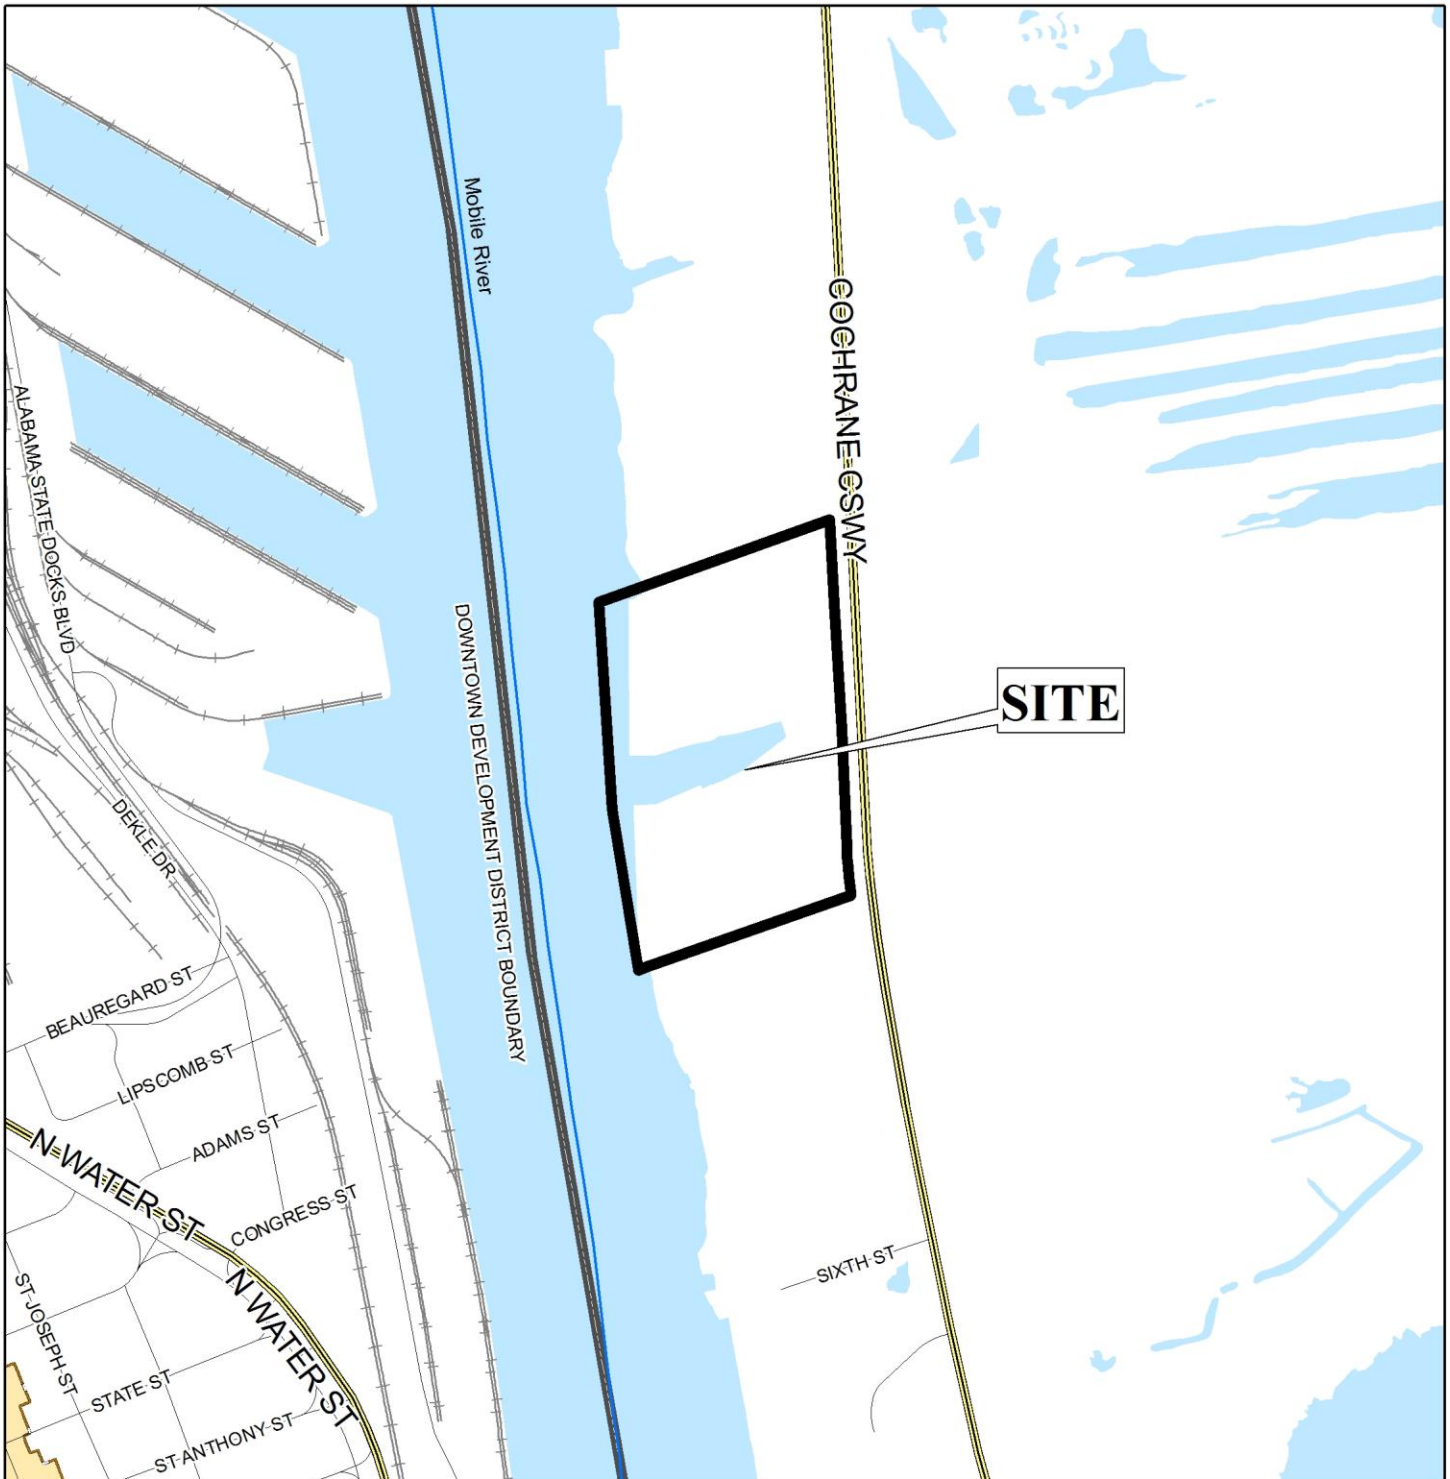 Mobile River
COCHRANE CSWY
ALABAMA STATE DOCKS BLVD
DOWNTOWN DEVELOPMENT DISTRICT BOUNDARY
SITE
DEKLE DR
BEAUREGARD ST
LIPSCOMB ST
ADAMS ST
N WATER ST
CONGRESS ST
SIXTH ST
N WATER ST
ST JOSEPH ST
STATE ST
ST ANTHONY ST